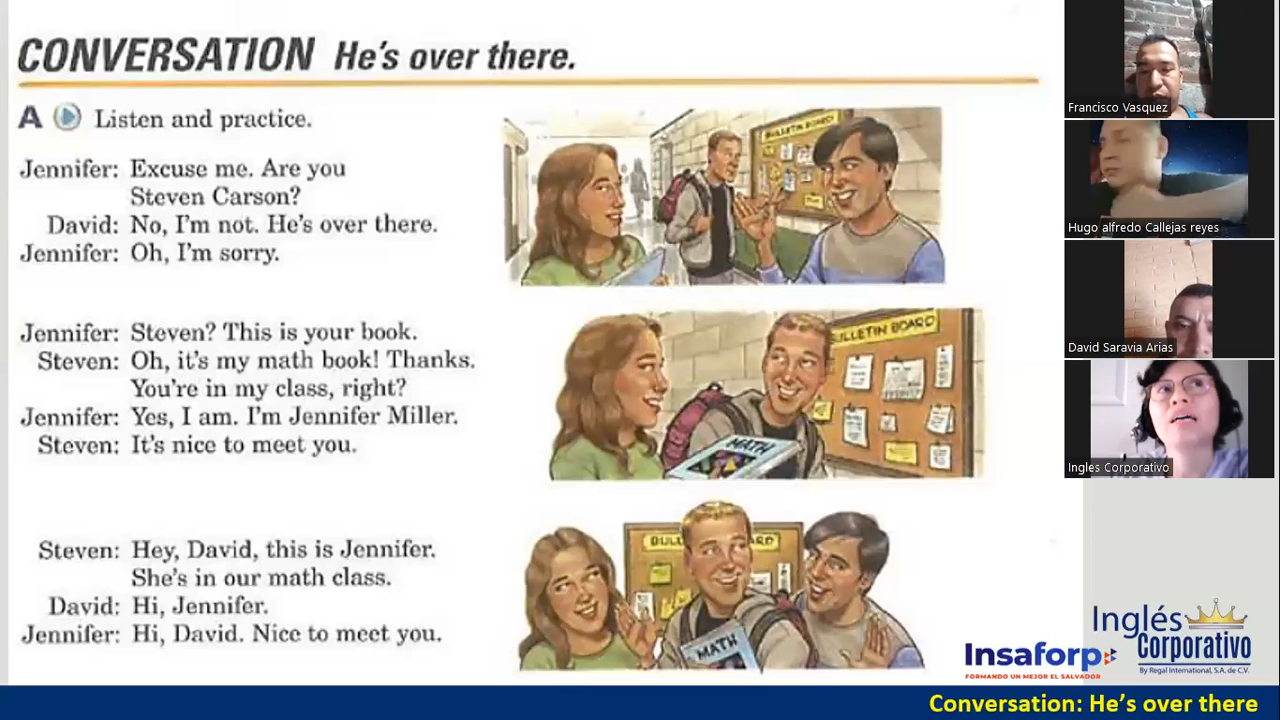 CONVERSATION He's over there.
A Listen and practice.
Jennifer: Excuse me. Are you
Steven Carson?
David: No, I'm not. He's over there.
Jennifer: Oh, I'm sorry.
BULLETIN BOARD
Jennifer: Steven? This is your book.
Steven: Oh, it's my math book! Thanks.
You're in my class, right?
Jennifer: Yes, I am. I'm Jennifer Miller.
Steven: It's nice to meet you.
BULLETIN BOARD
MATH
Steven: Hey, David, this is Jennifer.
She's in our math class.
David: Hi, Jennifer.
Jennifer: Hi, David. Nice to meet you.
MATH
Francisco Vasquez
Hugo alfredo Callejas reyes
David Saravia Arias
Ingles Corporativo
Insaforp
FORMANDO UN MEJOR EL SALVADOR
Inglés
Corporativo
By Regal International, S.A. de C.V.
Conversation: He's over there